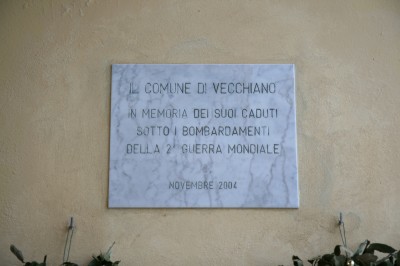 IL COMUNE DI VECCHIANO
IN MEMORIA DEI SUOI CADUTI
SOTTO I BOMBARDAMENTI
DELLA 2ª GUERRA MONDIALE
NOVEMBRE 2004